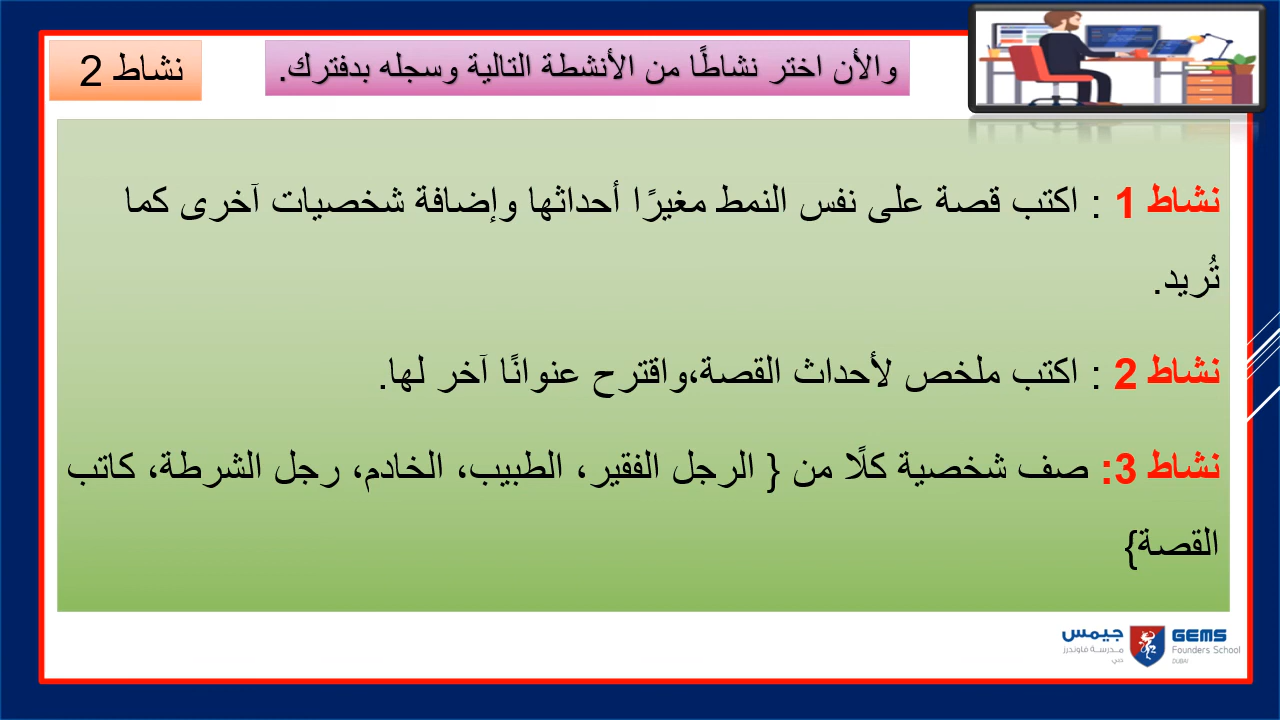 والأن اختر نشاطًا من الأنشطة التالية وسجله بدفترك.
نشاط 2
نشاط 1 : اكتب قصة على نفس النمط مغيرًا أحداثها وإضافة شخصيات آخرى كما
تُريد.
نشاط 2 : اكتب ملخص لأحداث القصة،واقترح عنوانًا آخر لها.
نشاط 3: صف شخصية كلًا من { الرجل الفقير، الطبيب، الخادم، رجل الشرطة، كاتب
القصة}
جيمس
مدرسة فاوندرز
دبي
GEMS
Founders School
DUBAI